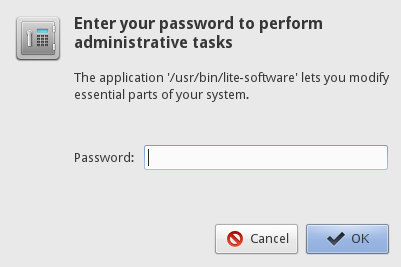 Enter your password to perform
administrative tasks
The application '/usr/bin/lite-software' lets you modify
essential parts of your system.
Password:
Cancel
OK